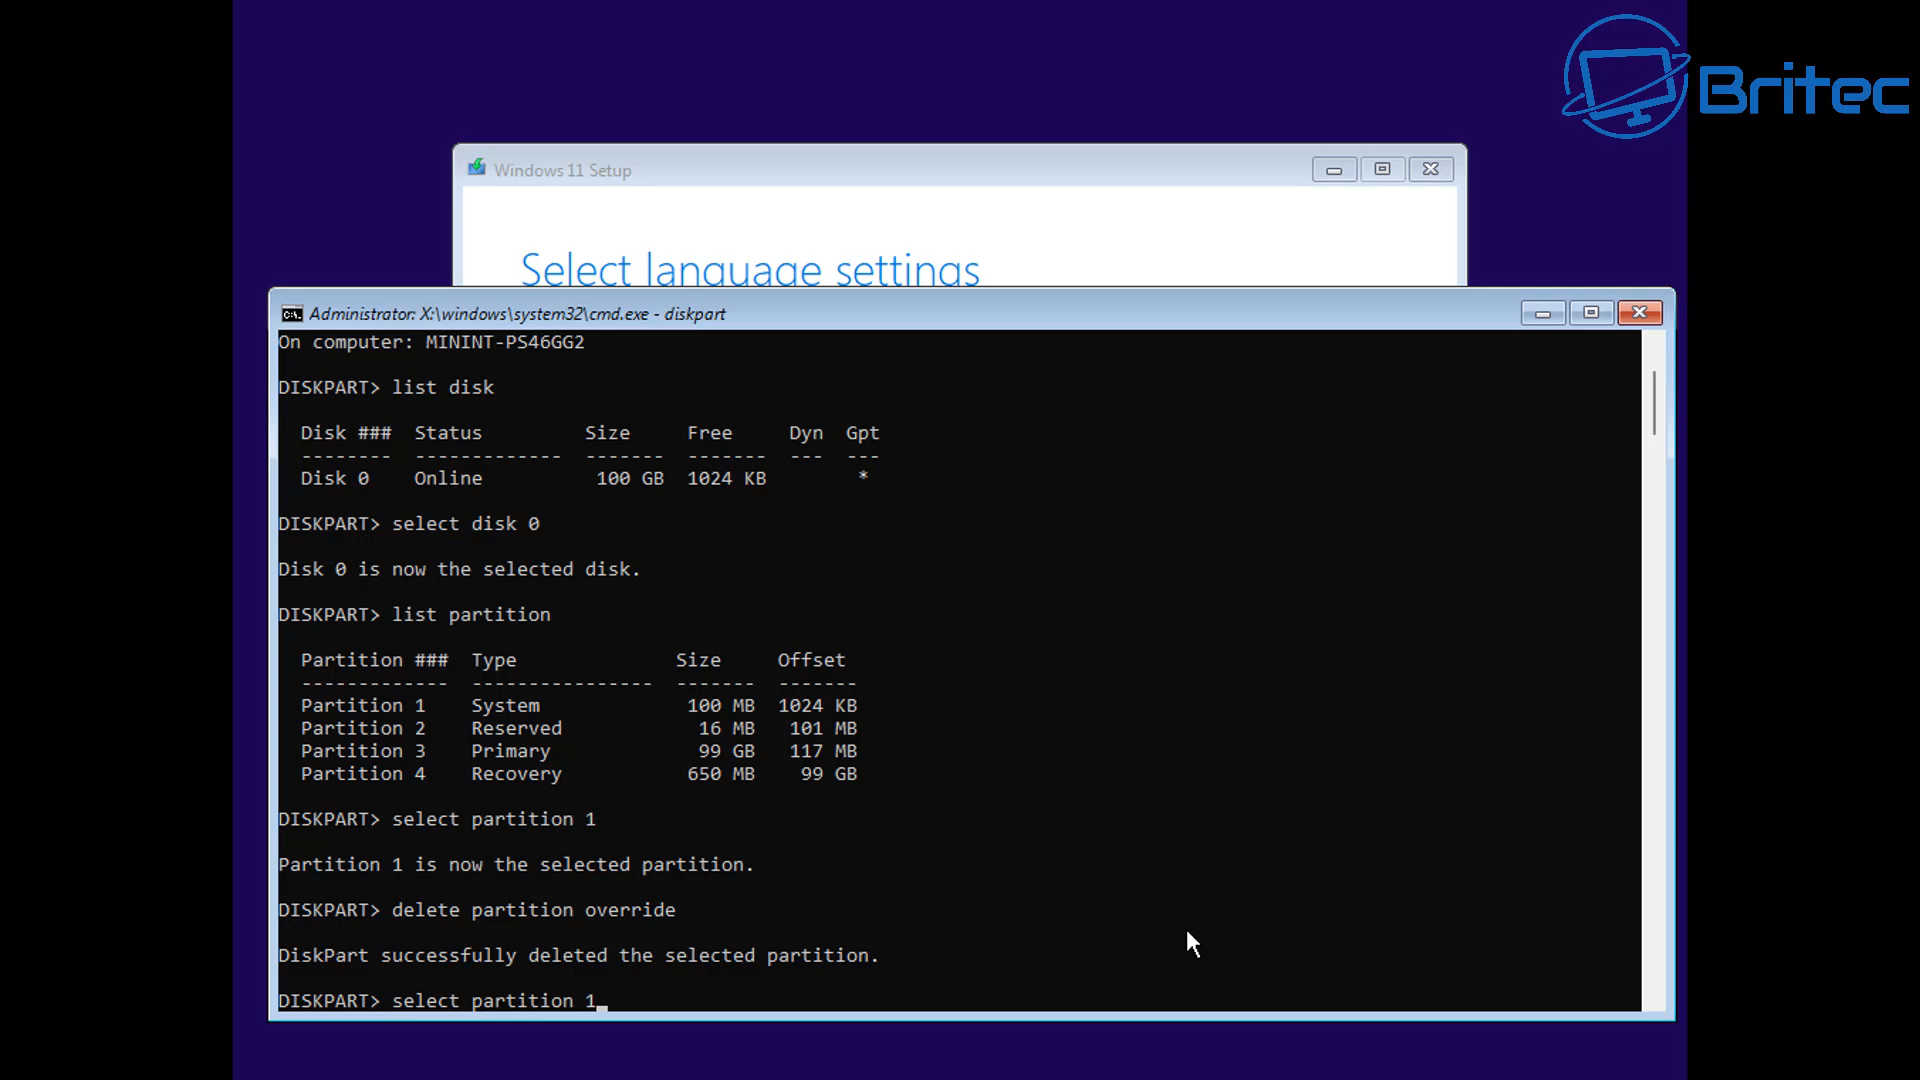 Britec
Windows 11 Setup
Select language settings
Administrator: X:\windows\system32\cmd.exe - diskpart
On computer: MININT-PS46GG2
DISKPART> list disk
Disk ### Status Size Free Dyn Gpt
-------- ------------- ------- ------- --- ---
Disk 0 Online 100 GB 1024 KB *
DISKPART> select disk 0
Disk 0 is now the selected disk.
DISKPART> list partition
Partition ### Type Size Offset
------------- ---------------- ------- -------
Partition 1 System 100 MB 1024 KB
Partition 2 Reserved 16 MB 101 MB
Partition 3 Primary 99 GB 117 MB
Partition 4 Recovery 650 MB 99 GB
DISKPART> select partition 1
Partition 1 is now the selected partition.
DISKPART> delete partition override
DiskPart successfully deleted the selected partition.
DISKPART> select partition 1_